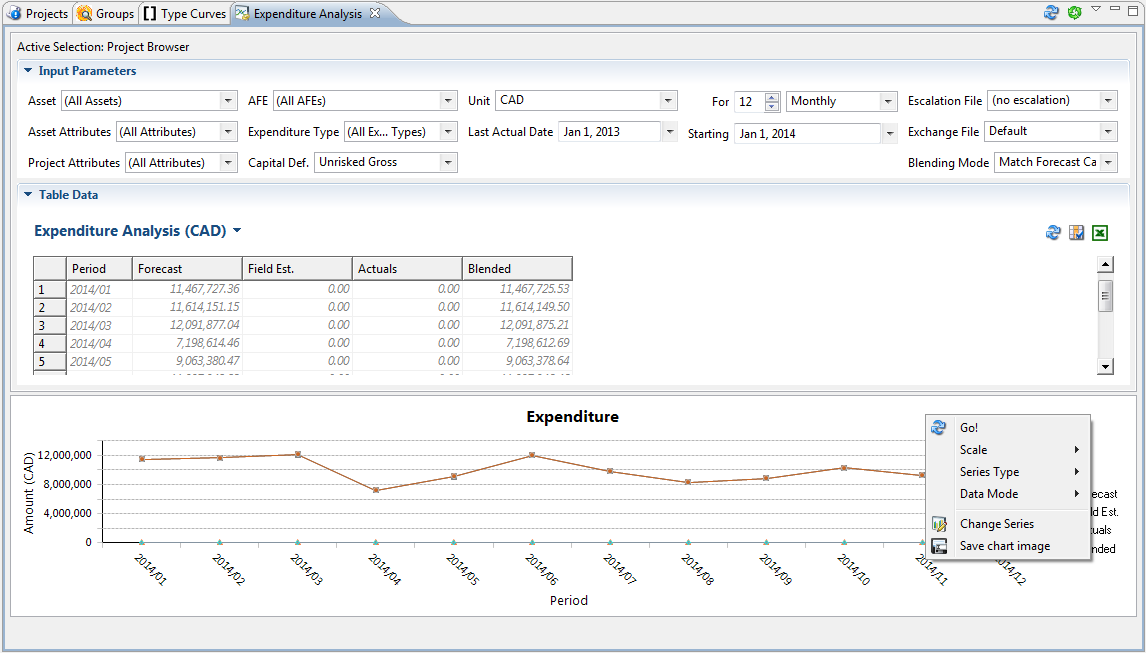 Projects Groups Type Curves Expenditure Analysis
Active Selection: Project Browser
Input Parameters
Asset (All Assets) AFE (All AFEs) Unit CAD For 12 Monthly Escalation File (no escalation)
Asset Attributes (All Attributes) Expenditure Type (All Ex... Types) Last Actual Date Jan 1, 2013 Starting Jan 1, 2014 Exchange File Default
Project Attributes (All Attributes) Capital Def. Unrisked Gross Blending Mode Match Forecast Ca
Table Data
Expenditure Analysis (CAD)
Period Forecast Field Est. Actuals Blended
1 2014/01 11,467,727.36 0.00 0.00 11,467,725.53
2 2014/02 11,614,151.15 0.00 0.00 11,614,149.50
3 2014/03 12,091,877.04 0.00 0.00 12,091,875.21
4 2014/04 7,198,614.46 0.00 0.00 7,198,612.69
5 2014/05 9,063,380.47 0.00 0.00 9,063,378.64
Expenditure
Amount (CAD)
12,000,000
8,000,000
4,000,000
0
2014/01 2014/02 2014/03 2014/04 2014/05 2014/06 2014/07 2014/08 2014/09 2014/10 2014/11 2014/12
Period
Go!
Scale
Series Type
Data Mode
Change Series
Save chart image
ecast
ld Est.
tuals
nded